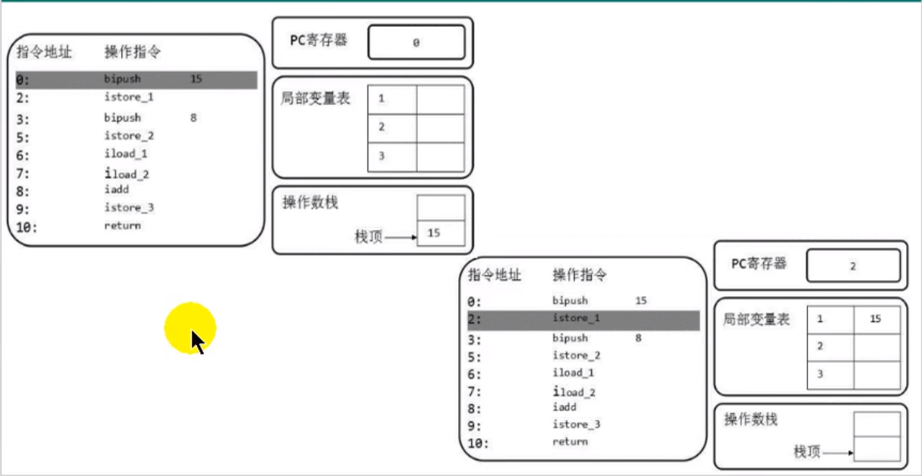 指令地址 操作指令
0: bipush 15
2: istore_1
3: bipush 8
5: istore_2
6: iload_1
7: iload_2
8: iadd
9: istore_3
10: return
PC寄存器 0
局部变量表
1
2
3
操作数栈
栈顶 15
指令地址 操作指令
0: bipush 15
2: istore_1
3: bipush 8
5: istore_2
6: iload_1
7: iload_2
8: iadd
9: istore_3
10: return
PC寄存器 2
局部变量表
1 15
2
3
操作数栈
栈顶